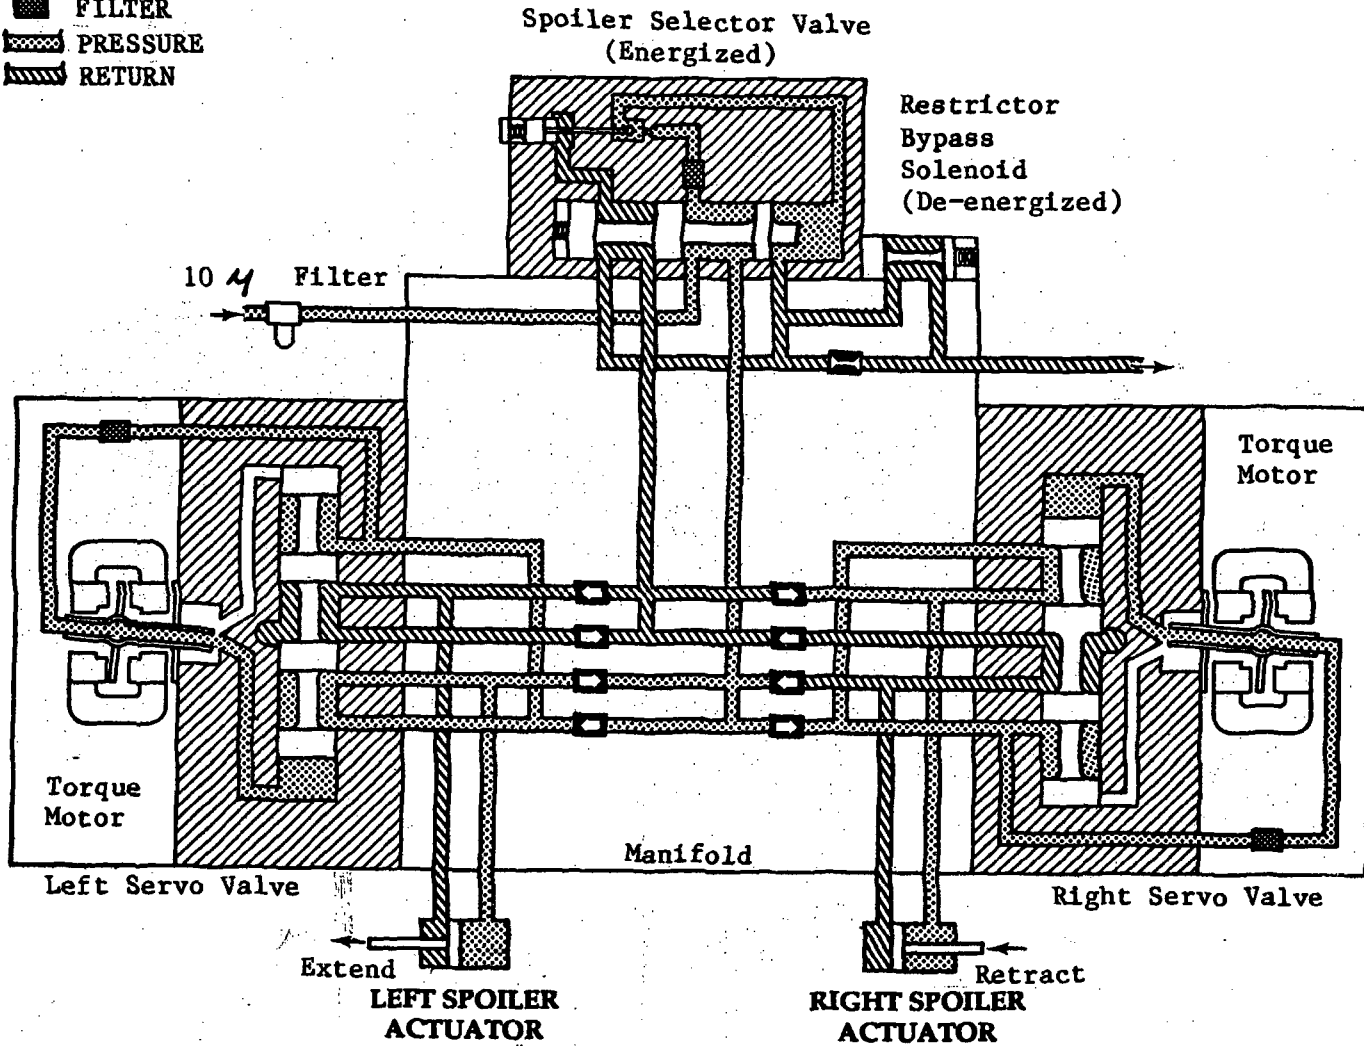 FILTER
PRESSURE
RETURN
Spoiler Selector Valve
(Energized)
Restrictor
Bypass
Solenoid
(De-energized)
10 μ Filter
Torque
Motor
Torque
Motor
Manifold
Left Servo Valve
Right Servo Valve
Extend
Retract
LEFT SPOILER
ACTUATOR
RIGHT SPOILER
ACTUATOR